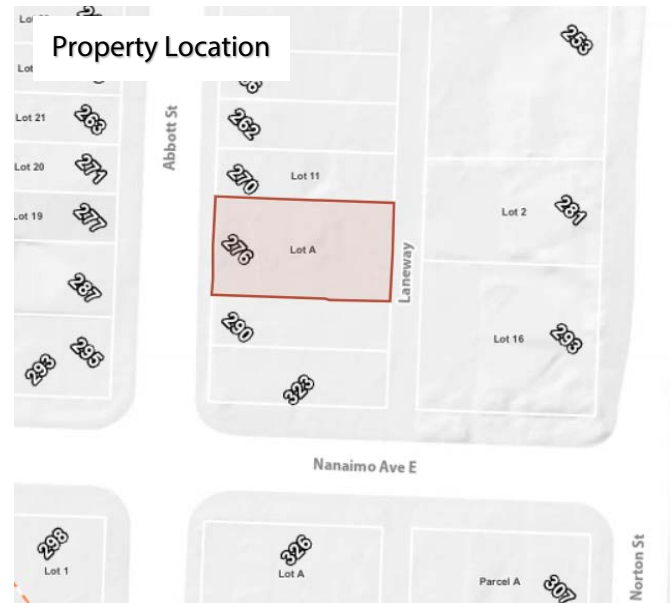 Property Location
253
Lot 21
263
262
Abbott St
Lot 20
271
270
Lot 11
Lot 19
277
276
Lot A
Lot 2
281
Laneway
287
290
Lot 16
293
293
295
323
Nanaimo Ave E
298
Lot 1
326
Lot A
Parcel A
307
Norton St